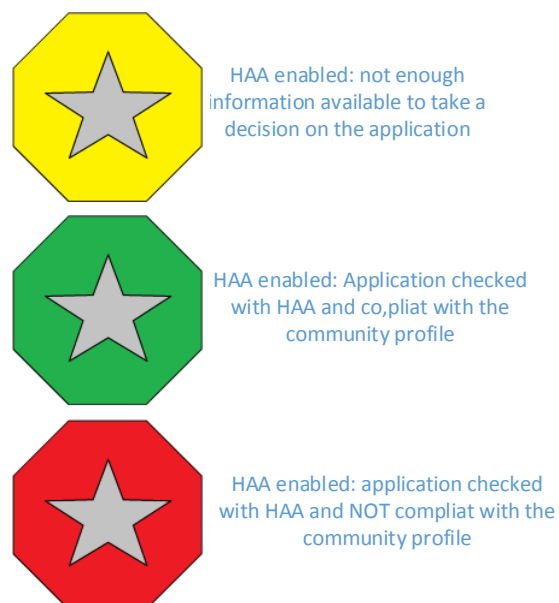 HAA enabled: not enough
information available to take a
decision on the application
HAA enabled: Application checked
with HAA and co,pliat with the
community profile
HAA enabled: application checked
with HAA and NOT compliat with the
community profile